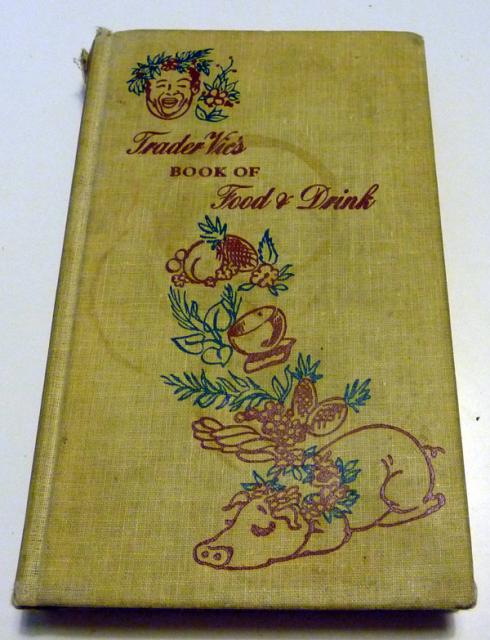 Trader Vic's
BOOK OF
Food & Drink